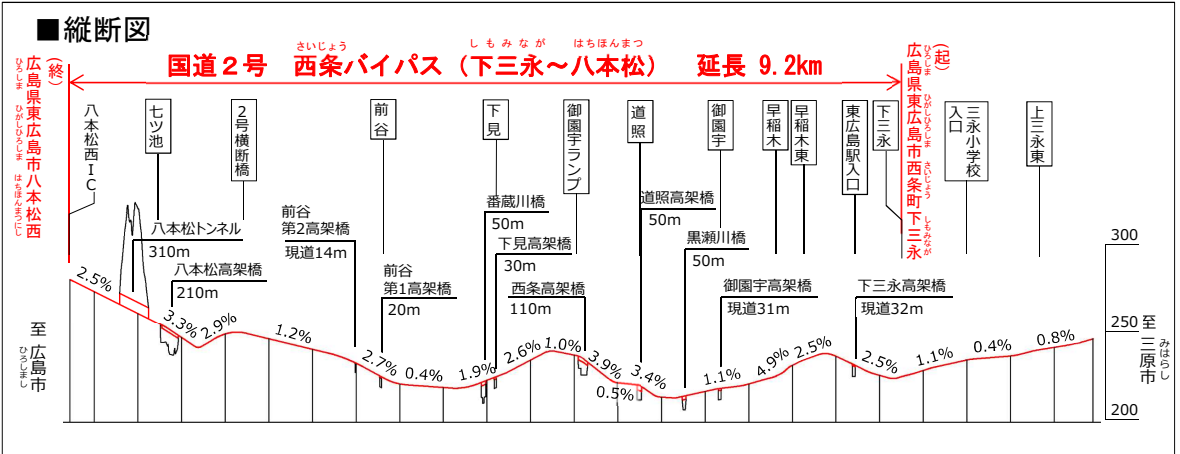 ■縦断図
さいじょう
しもみなが
はちほんまつ
国道２号 西条バイパス（下三永～八本松） 延長 9.2km
（終）
広島県東広島市八本松西
ひろしま ひがしひろしま はちほんまつにし
（起）
広島県東広島市西条町下三永
ひろしま ひがしひろしま さいじょう しもみなが
八本松西ＩＣ
七ツ池
２号横断橋
前谷
下見
御園宇ランプ
道照
御園宇
早稲木
早稲木東
東広島駅入口
下三永
三永小学校
入口
上三永東
八本松トンネル
310m
八本松高架橋
210m
前谷
第2高架橋
現道14m
前谷
第1高架橋
20m
番蔵川橋
50m
下見高架橋
30m
西条高架橋
110m
道照高架橋
50m
黒瀬川橋
50m
御園宇高架橋
現道31m
下三永高架橋
現道32m
2.5%
3.3%
2.9%
1.2%
2.7%
0.4%
1.9%
2.6%
1.0%
3.9%
0.5%
3.4%
1.1%
4.9%
2.5%
2.5%
1.1%
0.4%
0.8%
300
250
200
至 広島市
ひろしまし
至 三原市
みはらし